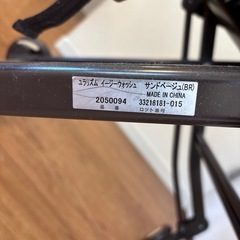 ユラリズム イージーウォッシュ サンドベージュ(BR)
MADE IN CHINA
2050094 33218181-015
品番 ロット番号